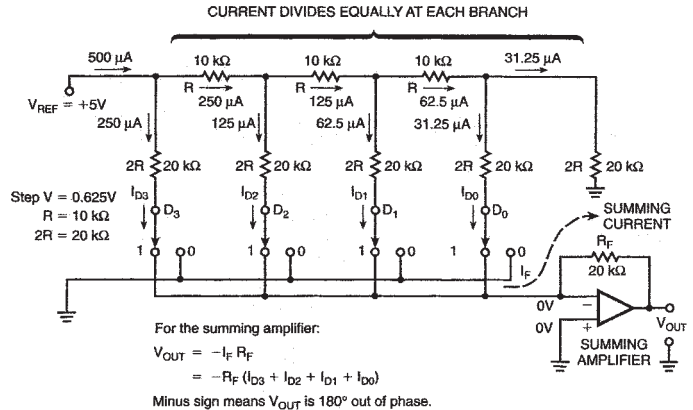 CURRENT DIVIDES EQUALLY AT EACH BRANCH
500 µA
10 kΩ
10 kΩ
10 kΩ
31.25 µA
R
R
R
VREF = +5V
250 µA
125 µA
62.5 µA
250 µA
125 µA
62.5 µA
31.25 µA
2R
20 kΩ
2R
20 kΩ
2R
20 kΩ
2R
20 kΩ
2R
20 kΩ
Step V = 0.625V
R = 10 kΩ
2R = 20 kΩ
ID3
D3
ID2
D2
ID1
D1
ID0
D0
SUMMING
CURRENT
1
0
1
0
1
0
1
0
IF
RF
20 kΩ
0V
−
0V
+
VOUT
SUMMING
AMPLIFIER
For the summing amplifier:
VOUT = −IF RF
= −RF (ID3 + ID2 + ID1 + ID0)
Minus sign means VOUT is 180° out of phase.